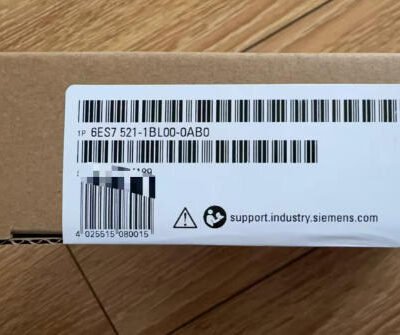 1P 6ES7 521-1BL00-0AB0
support.industry.siemens.com
4 025515 080015